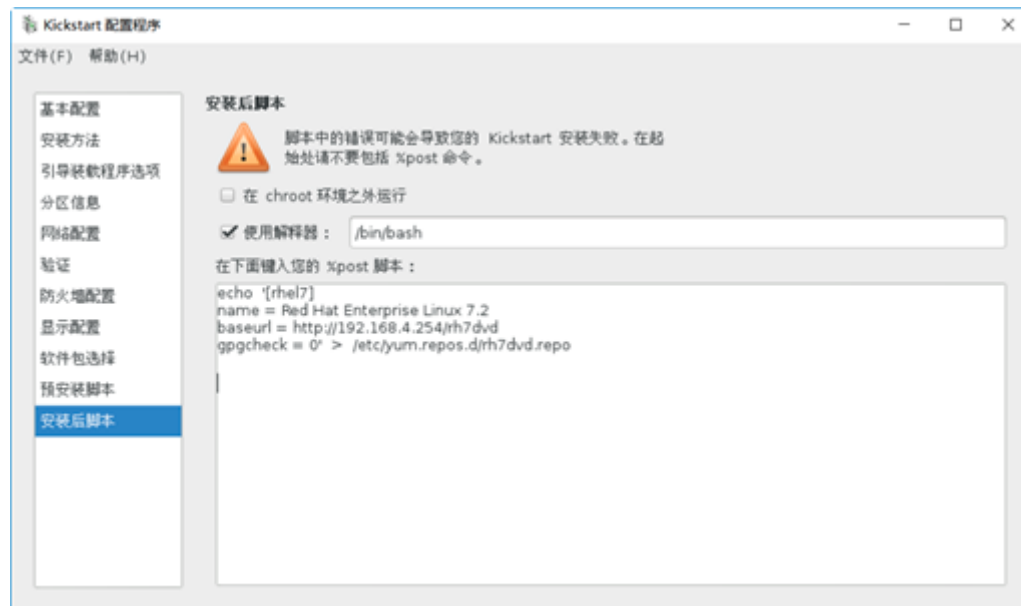 Kickstart 配置程序
文件(F) 帮助(H)
基本配置
安装方法
引导装载程序选项
分区信息
网络配置
验证
防火墙配置
显示配置
软件包选择
预安装脚本
安装后脚本
安装后脚本
脚本中的错误可能会导致您的 Kickstart 安装失败。在起
始处请不要包括 %post 命令。
在 chroot 环境之外运行
使用解释器： /bin/bash
在下面键入您的 %post 脚本：
echo '[rhel7]
name = Red Hat Enterprise Linux 7.2
baseurl = http://192.168.4.254/rh7dvd
gpgcheck = 0' > /etc/yum.repos.d/rh7dvd.repo